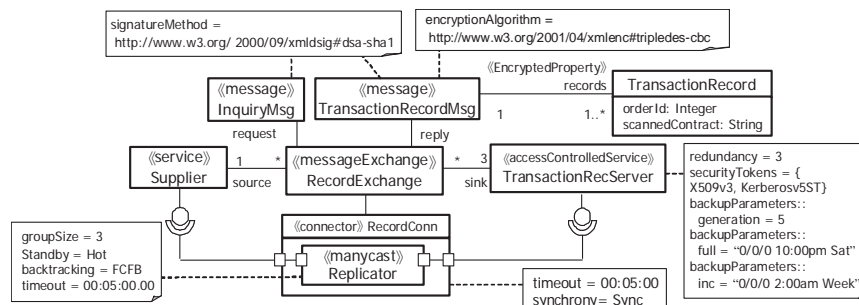 signatureMethod =
http://www.w3.org/ 2000/09/xmldsig#dsa-sha1
encryptionAlgorithm =
http://www.w3.org/2001/04/xmlenc#tripledes-cbc
《message》
InquiryMsg
《message》
TransactionRecordMsg
《EncryptedProperty》
records
1
1..*
TransactionRecord
orderId: Integer
scannedContract: String
request
reply
《service》
Supplier
1
*
source
《messageExchange》
RecordExchange
*
3
sink
《accessControlledService》
TransactionRecServer
redundancy = 3
securityTokens = {
X509v3, Kerberosv5ST}
backupParameters::
generation = 5
backupParameters::
full = “0/0/0 10:00pm Sat”
backupParameters::
inc = “0/0/0 2:00am Week”
《connector》 RecordConn
《manycast》
Replicator
groupSize = 3
Standby = Hot
backtracking = FCFB
timeout = 00:05:00.00
timeout = 00:05:00
synchrony= Sync